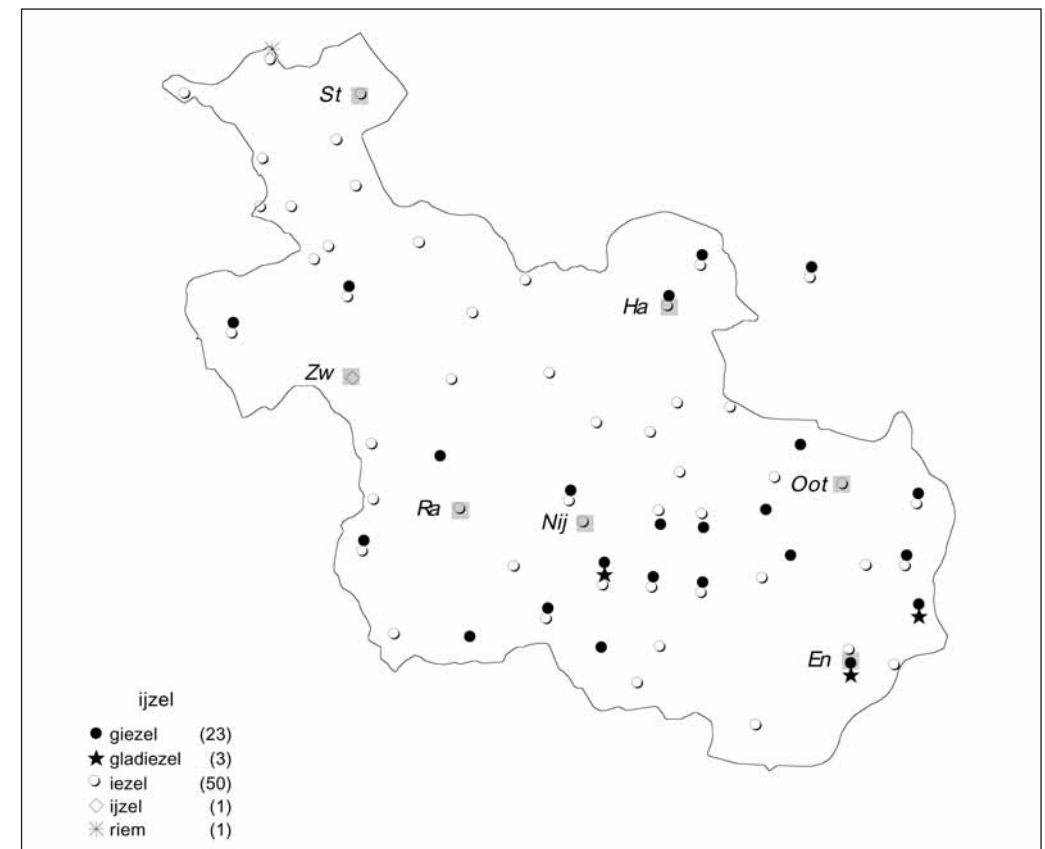 St
Ha
Zw
Oot
Ra
Nij
En
ijzel
giezel (23)
gladiezel (3)
iezel (50)
ijzel (1)
riem (1)